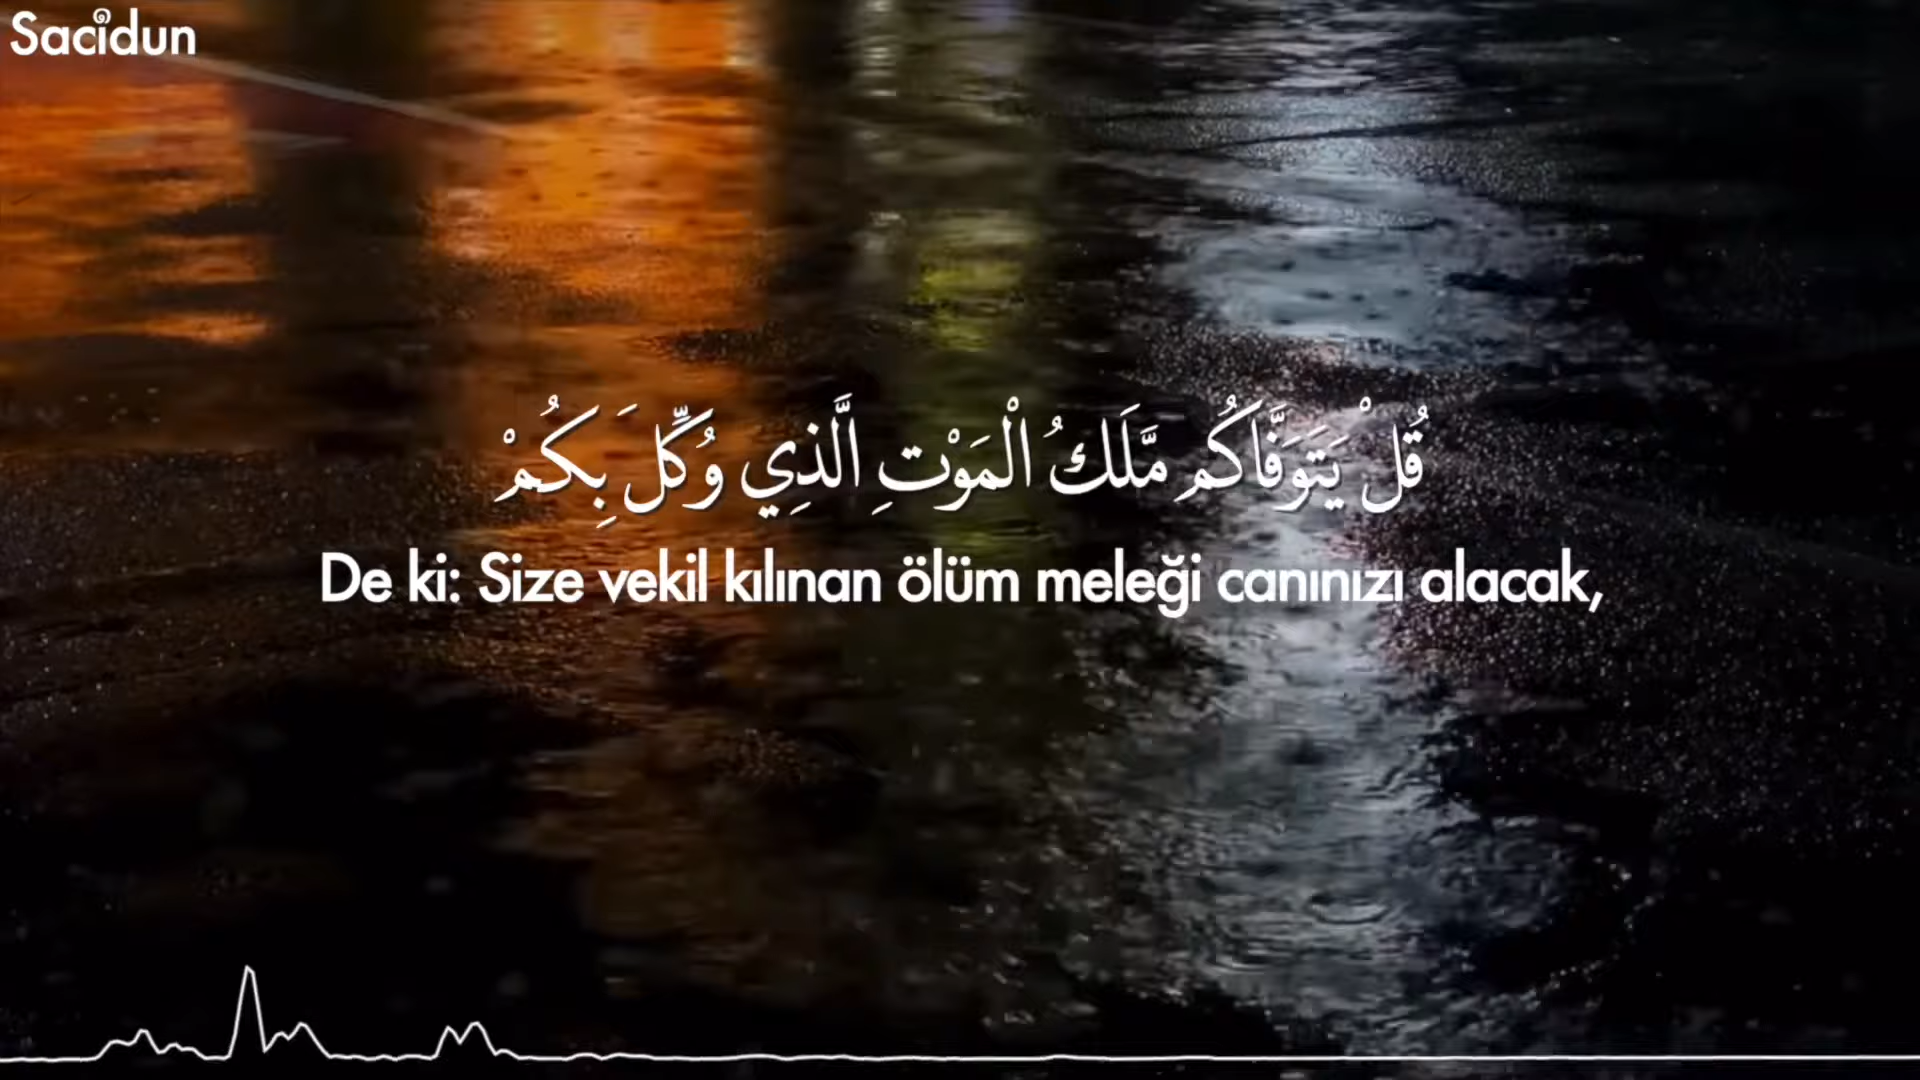 Sacidun
قُلْ يَتَوَفَّاكُم مَّلَكُ الْمَوْتِ الَّذِي وُكِّلَ بِكُمْ
De ki: Size vekil kılınan ölüm meleği canınızı alacak,